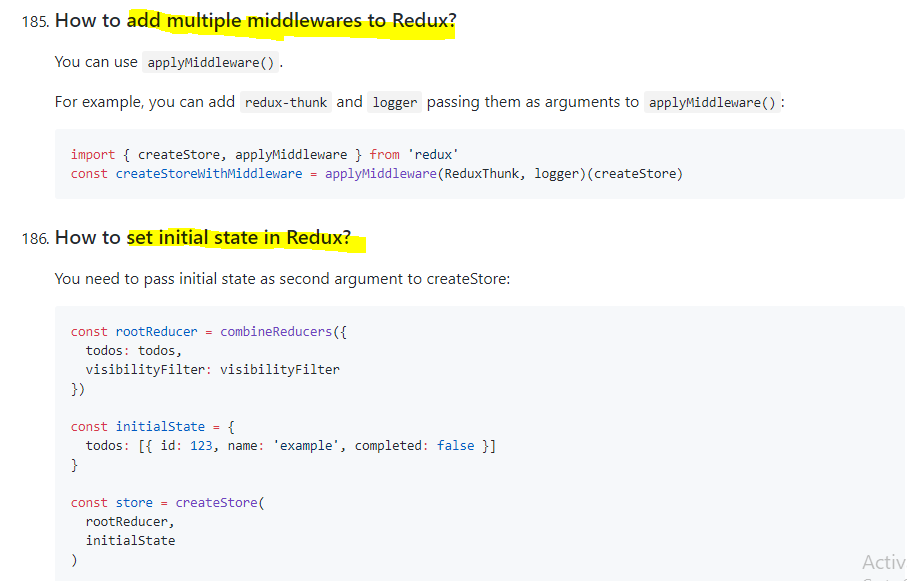 185. How to add multiple middlewares to Redux?
You can use applyMiddleware().
For example, you can add redux-thunk and logger passing them as arguments to applyMiddleware():
import { createStore, applyMiddleware } from 'redux'
const createStoreWithMiddleware = applyMiddleware(ReduxThunk, logger)(createStore)
186. How to set initial state in Redux?
You need to pass initial state as second argument to createStore:
const rootReducer = combineReducers({
  todos: todos,
  visibilityFilter: visibilityFilter
})
const initialState = {
  todos: [{ id: 123, name: 'example', completed: false }]
}
const store = createStore(
  rootReducer,
  initialState
)
Activ